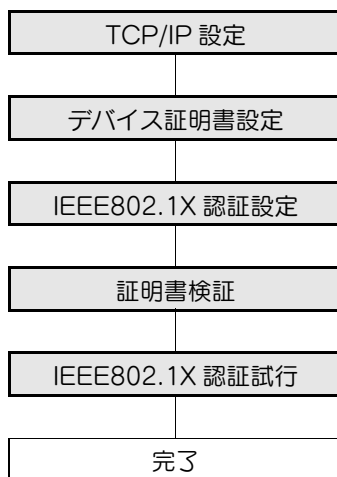 TCP/IP 設定
デバイス証明書設定
IEEE802.1X 認証設定
証明書検証
IEEE802.1X 認証試行
完了